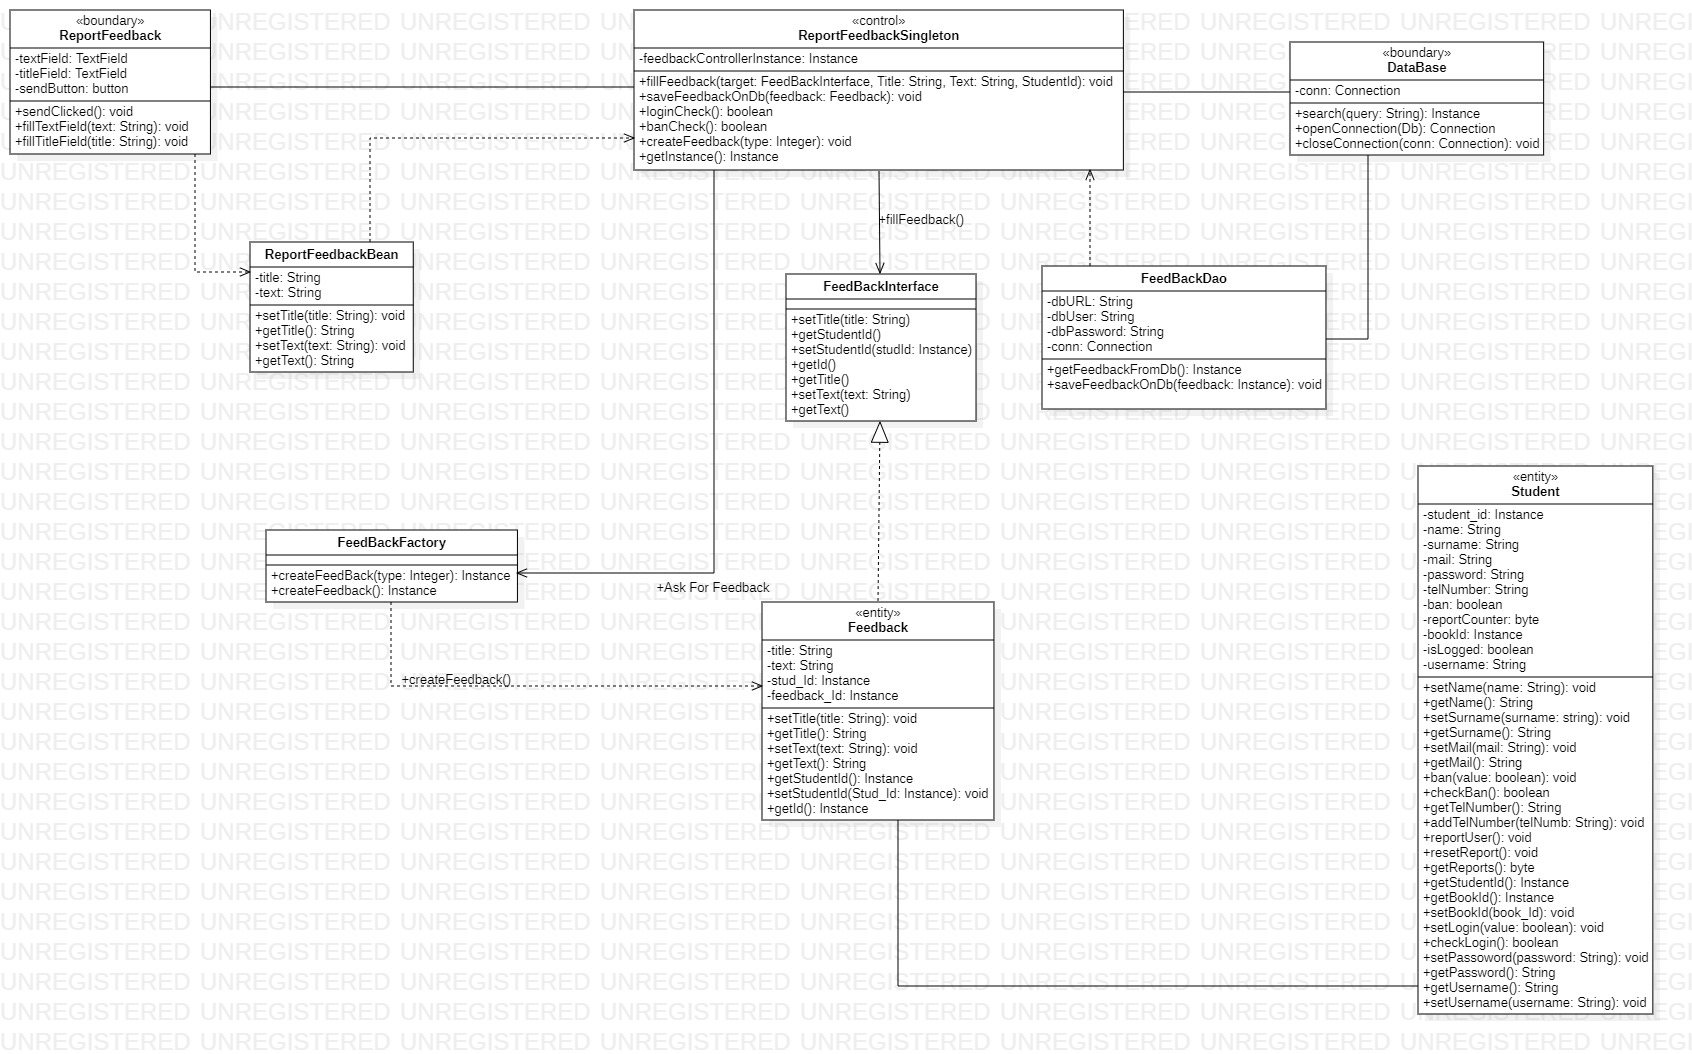 «boundary»
ReportFeedback
-textField: TextField
-titleField: TextField
-sendButton: button
+sendClicked(): void
+fillTextField(text: String): void
+fillTitleField(title: String): void
«control»
ReportFeedbackSingleton
-feedbackControllerInstance: Instance
+fillFeedback(target: FeedBackInterface, Title: String, Text: String, StudentId): void
+saveFeedbackOnDb(feedback: Feedback): void
+loginCheck(): boolean
+banCheck(): boolean
+createFeedback(type: Integer): void
+getInstance(): Instance
«boundary»
DataBase
-conn: Connection
+search(query: String): Instance
+openConnection(Db): Connection
+closeConnection(conn: Connection): void
+fillFeedback()
ReportFeedbackBean
-title: String
-text: String
+setTitle(title: String): void
+getTitle(): String
+setText(text: String): void
+getText(): String
FeedBackInterface
+setTitle(title: String)
+getStudentId()
+setStudentId(studId: Instance)
+getId()
+getTitle()
+setText(text: String)
+getText()
FeedBackDao
-dbURL: String
-dbUser: String
-dbPassword: String
-conn: Connection
+getFeedbackFromDb(): Instance
+saveFeedbackOnDb(feedback: Instance): void
FeedBackFactory
+createFeedBack(type: Integer): Instance
+createFeedback(): Instance
+Ask For Feedback
+createFeedback()
«entity»
Feedback
-title: String
-text: String
-stud_Id: Instance
-feedback_Id: Instance
+setTitle(title: String): void
+getTitle(): String
+setText(text: String): void
+getText(): String
+getStudentId(): Instance
+setStudentId(Stud_Id: Instance): void
+getId(): Instance
«entity»
Student
-student_id: Instance
-name: String
-surname: String
-mail: String
-password: String
-telNumber: String
-ban: boolean
-reportCounter: byte
-bookId: Instance
-isLogged: boolean
-username: String
+setName(name: String): void
+getName(): String
+setSurname(surname: string): void
+getSurname(): String
+setMail(mail: String): void
+getMail(): String
+ban(value: boolean): void
+checkBan(): boolean
+getTelNumber(): String
+addTelNumber(telNumb: String): void
+reportUser(): void
+resetReport(): void
+getReports(): byte
+getStudentId(): Instance
+getBookId(): Instance
+setBookId(book_Id): void
+setLogin(value: boolean): void
+checkLogin(): boolean
+setPassoword(password: String): void
+getPassword(): String
+getUsername(): String
+setUsername(username: String): void
UNREGISTERED